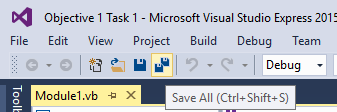 Objective 1 Task 1 - Microsoft Visual Studio Express 2015
File Edit View Project Build Debug Team
Debug
Module1.vb
Save All (Ctrl+Shift+S)
Toolb